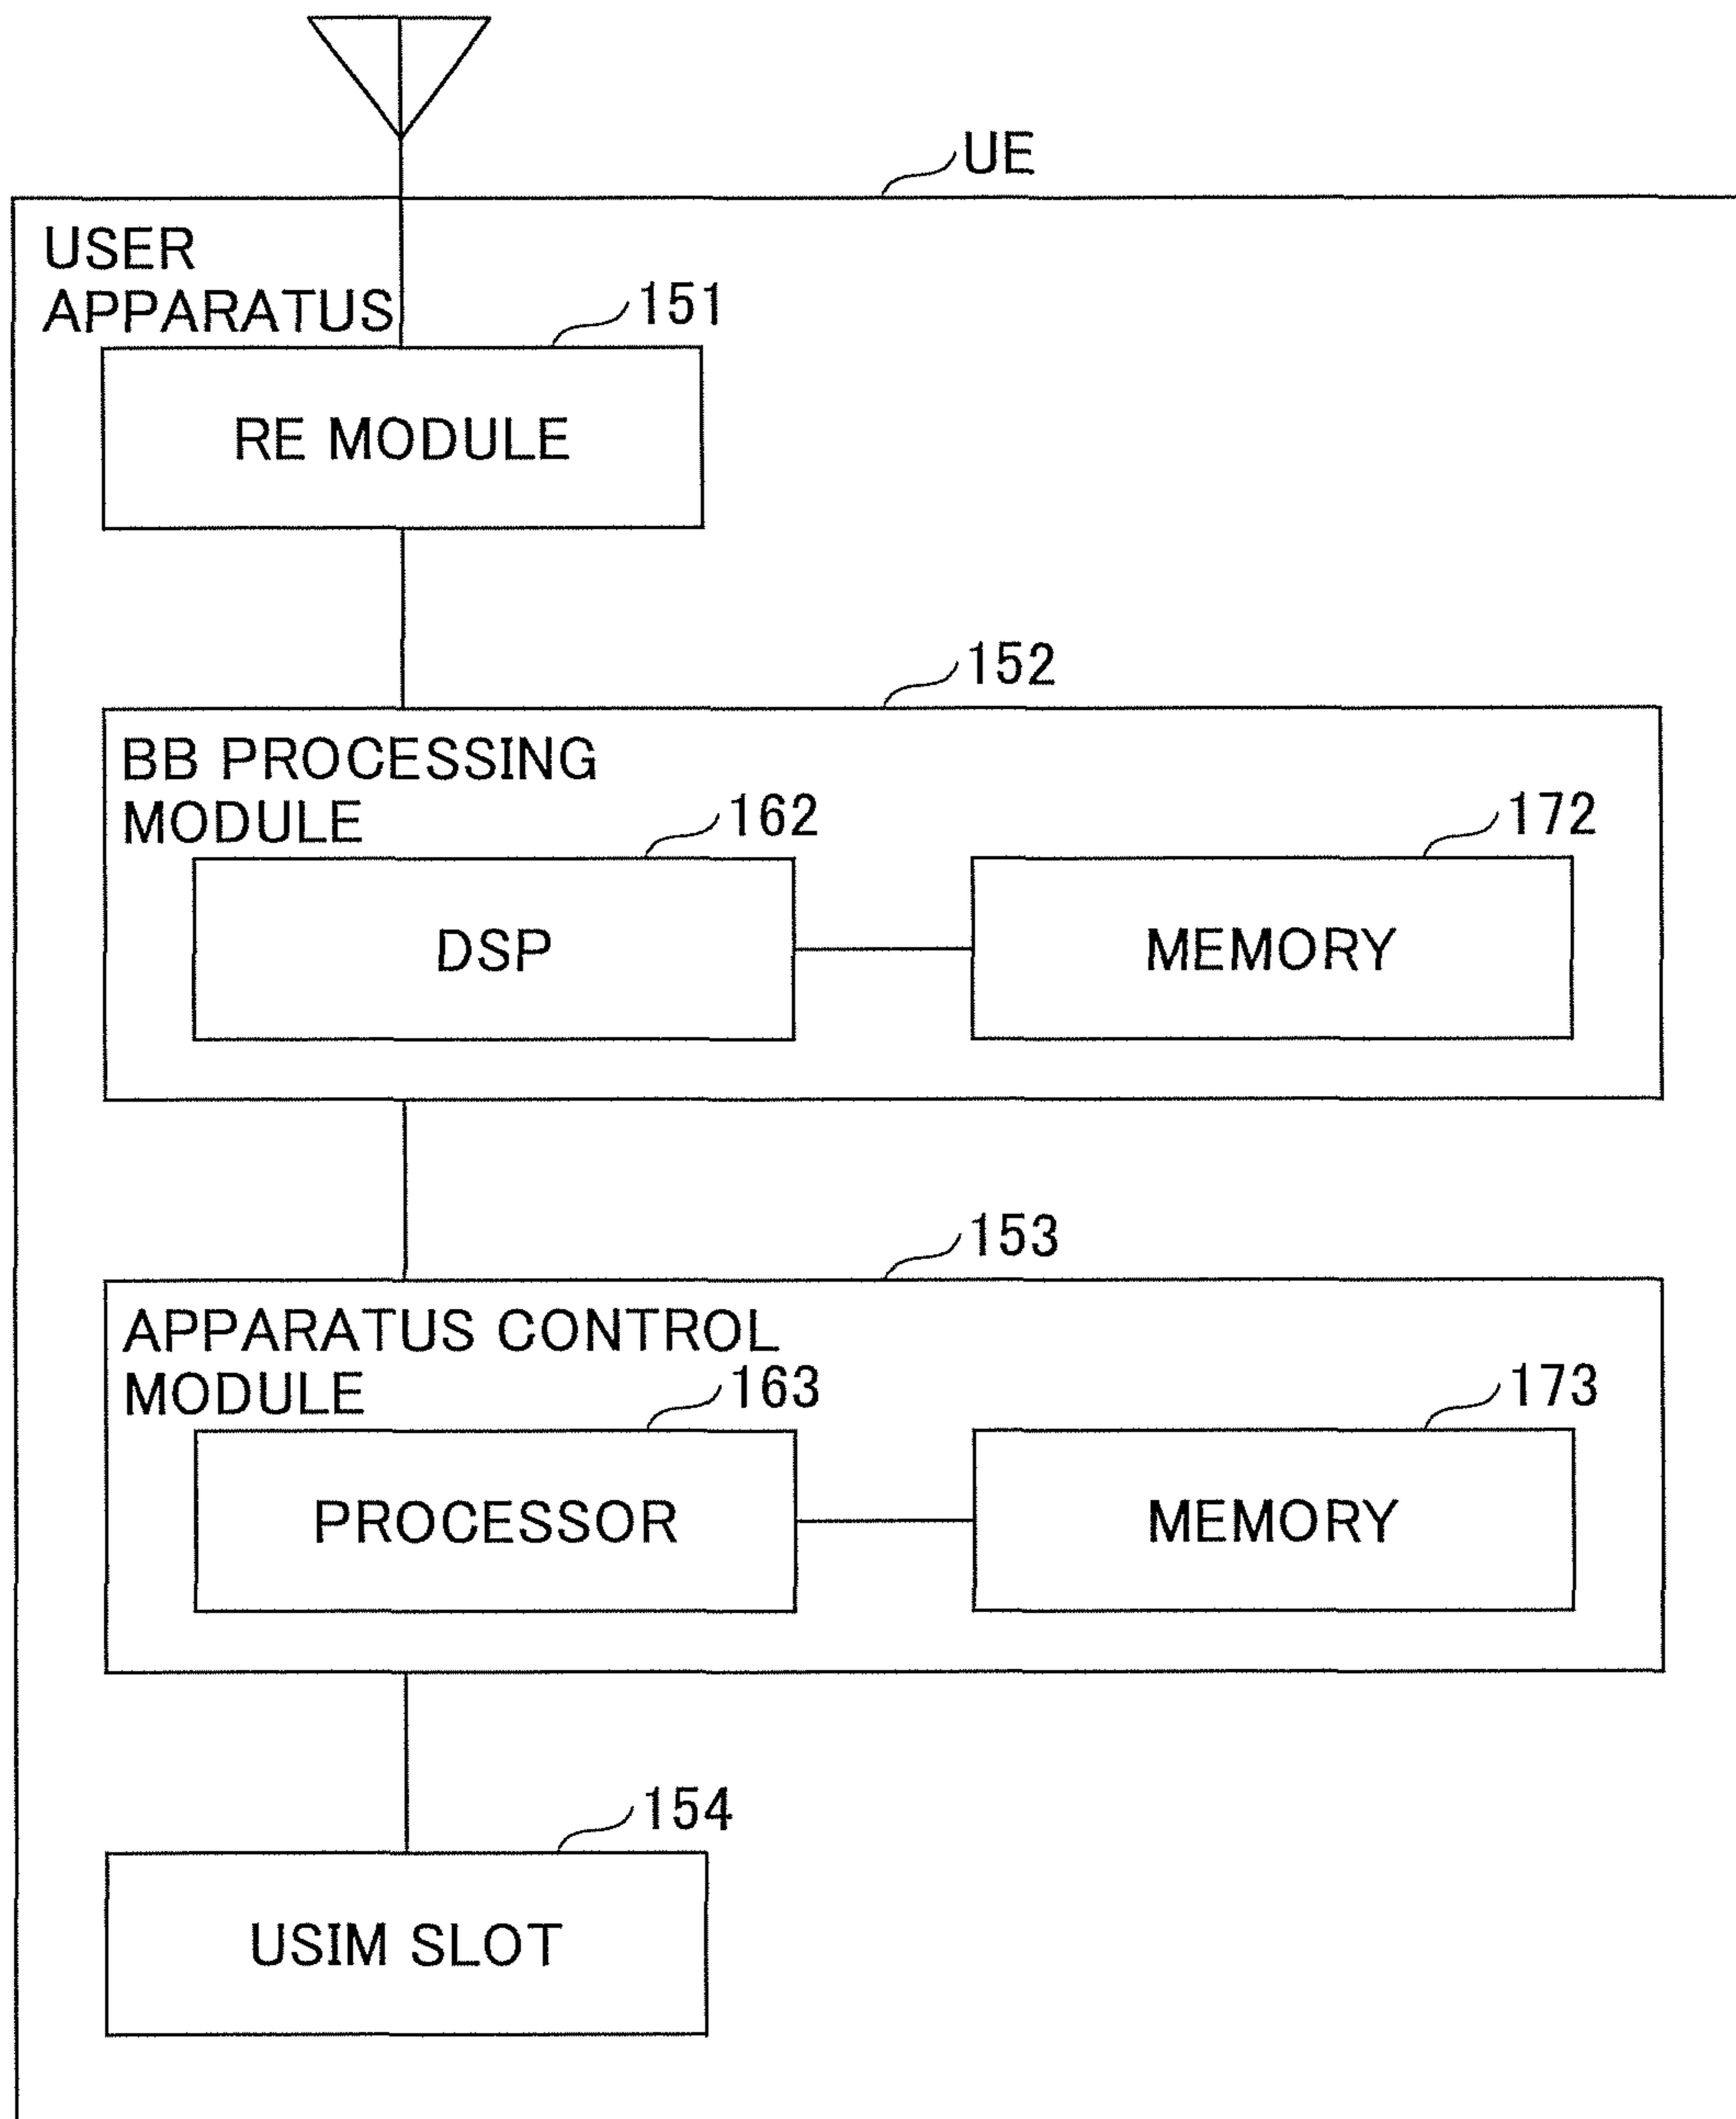 UE
USER
APPARATUS
151
RE MODULE
152
BB PROCESSING
MODULE
162
172
DSP
MEMORY
153
APPARATUS CONTROL
MODULE
163
173
PROCESSOR
MEMORY
154
USIM SLOT